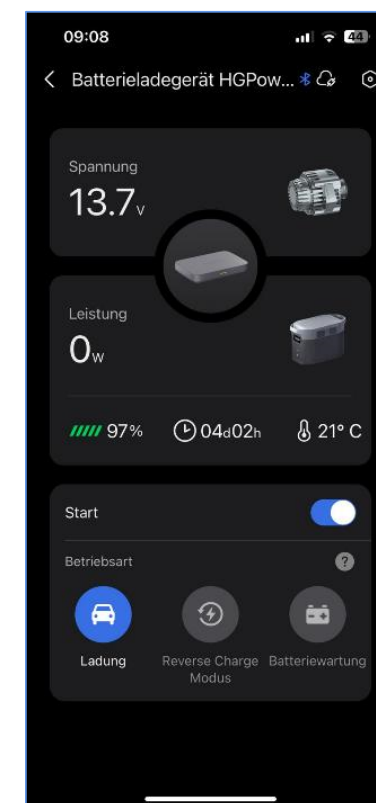 09:08
44
Batterieladegerät HGPow...
Spannung
13.7V
Leistung
0W
97%
04d02h
21° C
Start
Betriebsart
?
Ladung
Reverse Charge
Modus
Batteriewartung